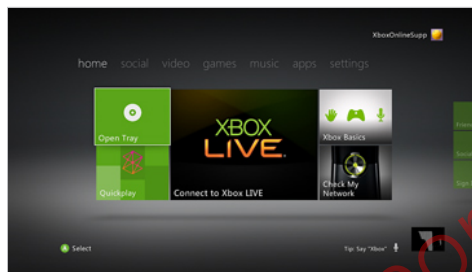 XboxOnlineSupp
home social video games music apps settings
Open Tray
XBOX
LIVE
Xbox Basics
Quickplay
Connect to Xbox LIVE
Check My
Network
Social
A Select
Tip: Say "Xbox"